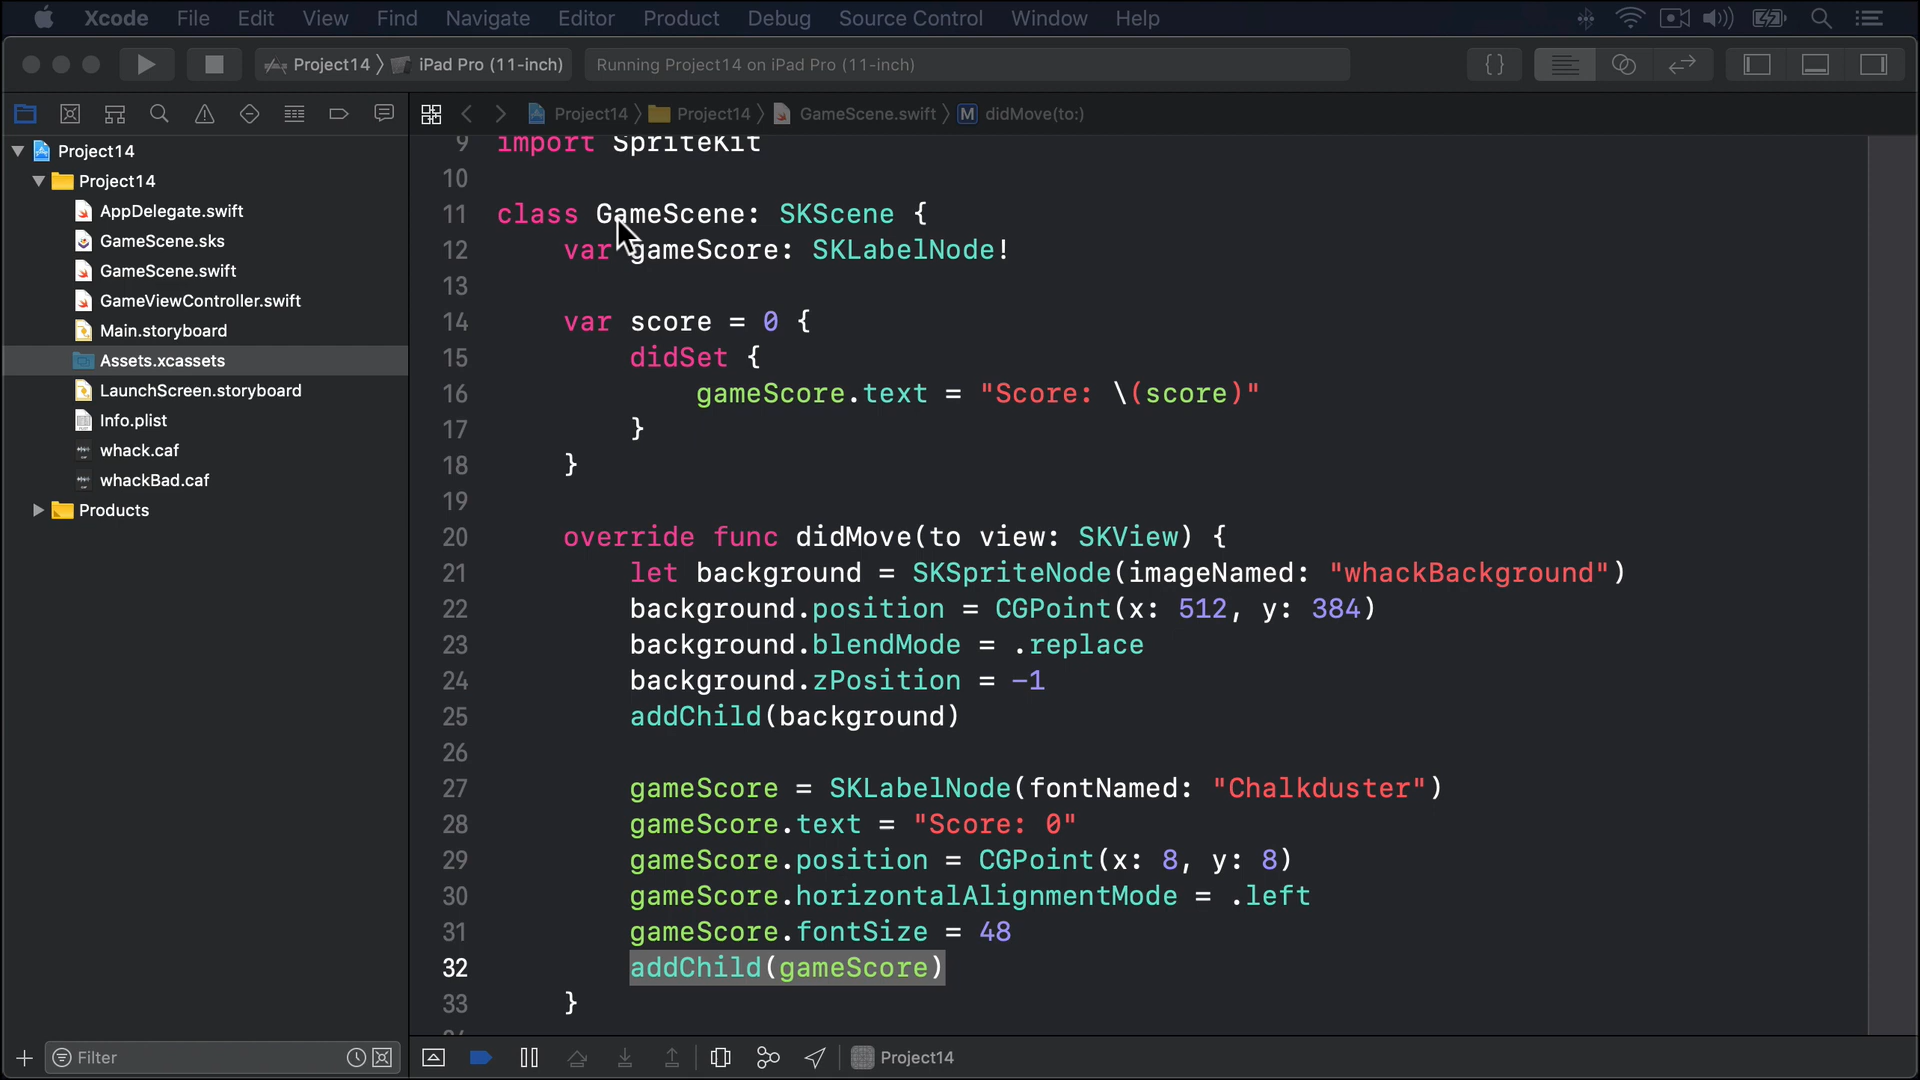 Xcode File Edit View Find Navigate Editor Product Debug Source Control Window Help
Project14 iPad Pro (11-inch) Running Project14 on iPad Pro (11-inch) {}
Project14 Project14 GameScene.swift M didMove(to:)
Project14
Project14
AppDelegate.swift
GameScene.sks
GameScene.swift
GameViewController.swift
Main.storyboard
Assets.xcassets
LaunchScreen.storyboard
Info.plist
whack.caf
whackBad.caf
Products
9 import SpriteKit
10
11 class GameScene: SKScene {
12 var gameScore: SKLabelNode!
13
14 var score = 0 {
15 didSet {
16 gameScore.text = "Score: \(score)"
17 }
18 }
19
20 override func didMove(to view: SKView) {
21 let background = SKSpriteNode(imageNamed: "whackBackground")
22 background.position = CGPoint(x: 512, y: 384)
23 background.blendMode = .replace
24 background.zPosition = -1
25 addChild(background)
26
27 gameScore = SKLabelNode(fontNamed: "Chalkduster")
28 gameScore.text = "Score: 0"
29 gameScore.position = CGPoint(x: 8, y: 8)
30 gameScore.horizontalAlignmentMode = .left
31 gameScore.fontSize = 48
32 addChild(gameScore)
33 }
Filter
Project14